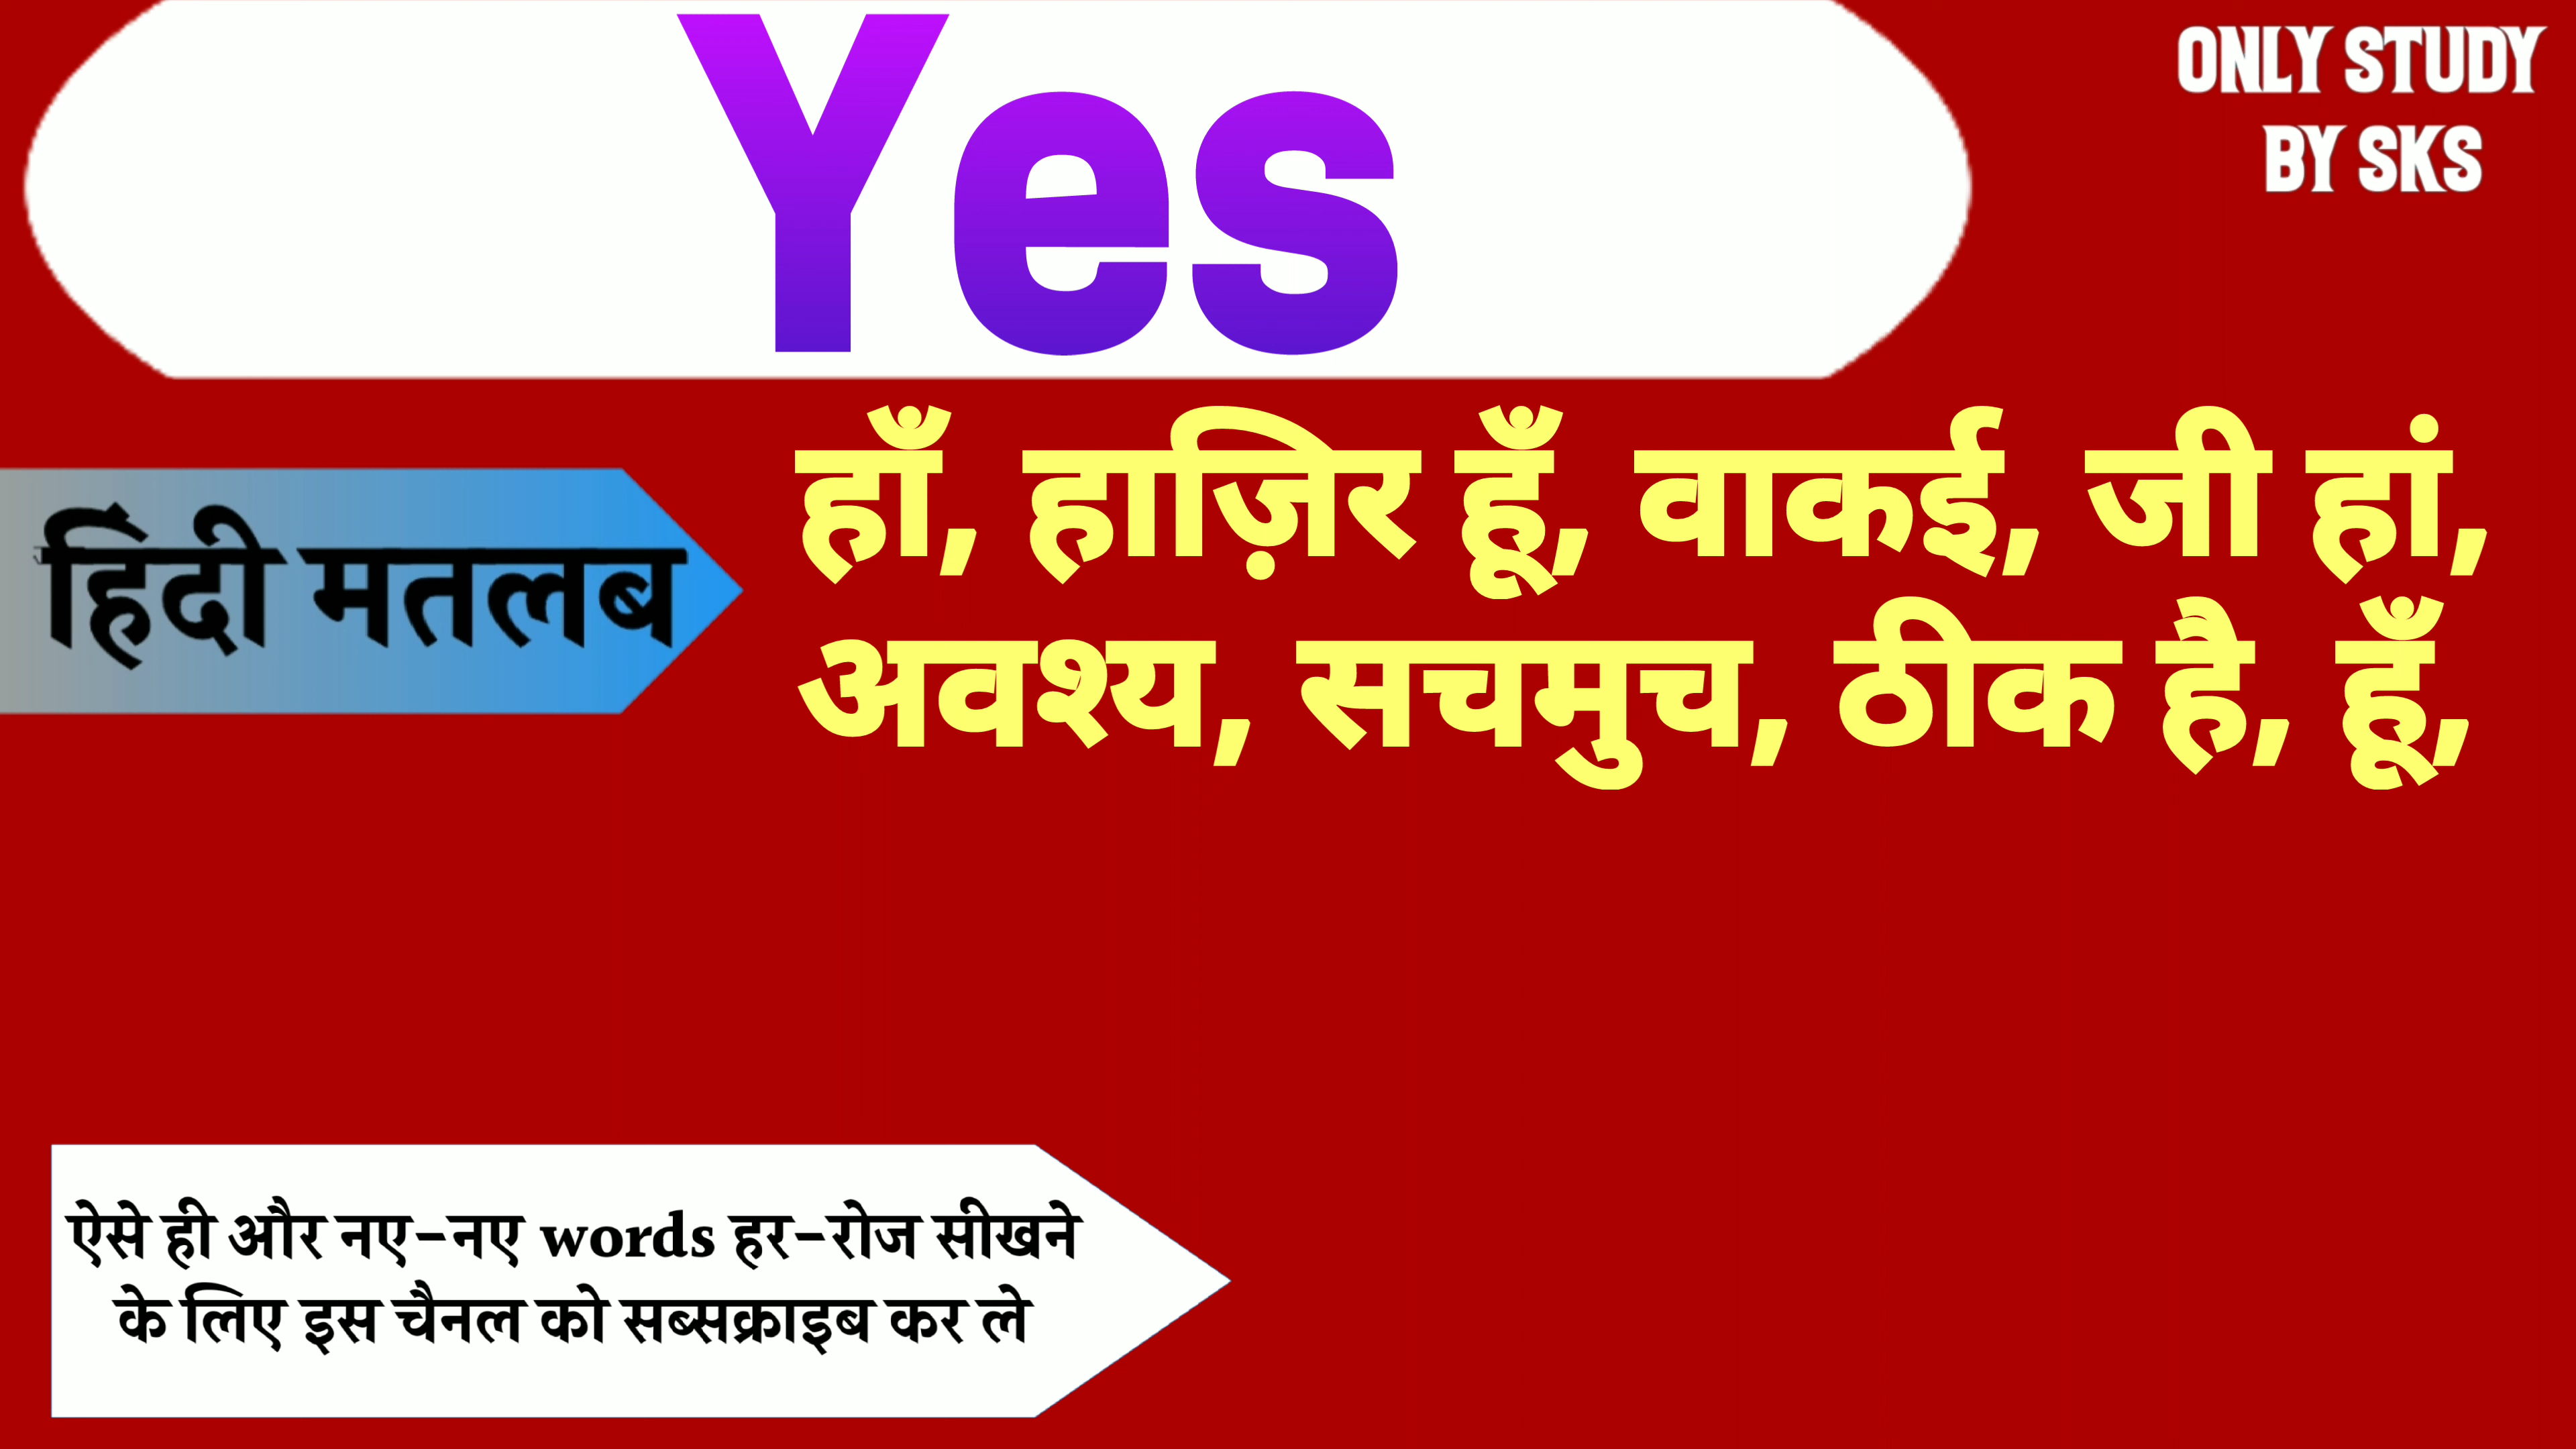 Yes
ONLY STUDY
BY SKS
हिंदी मतलब
हाँ, हाज़िर हूँ, वाकई, जी हां,
अवश्य, सचमुच, ठीक है, हूँ,
ऐसे ही और नए-नए words हर-रोज सीखने
के लिए इस चैनल को सब्सक्राइब कर ले